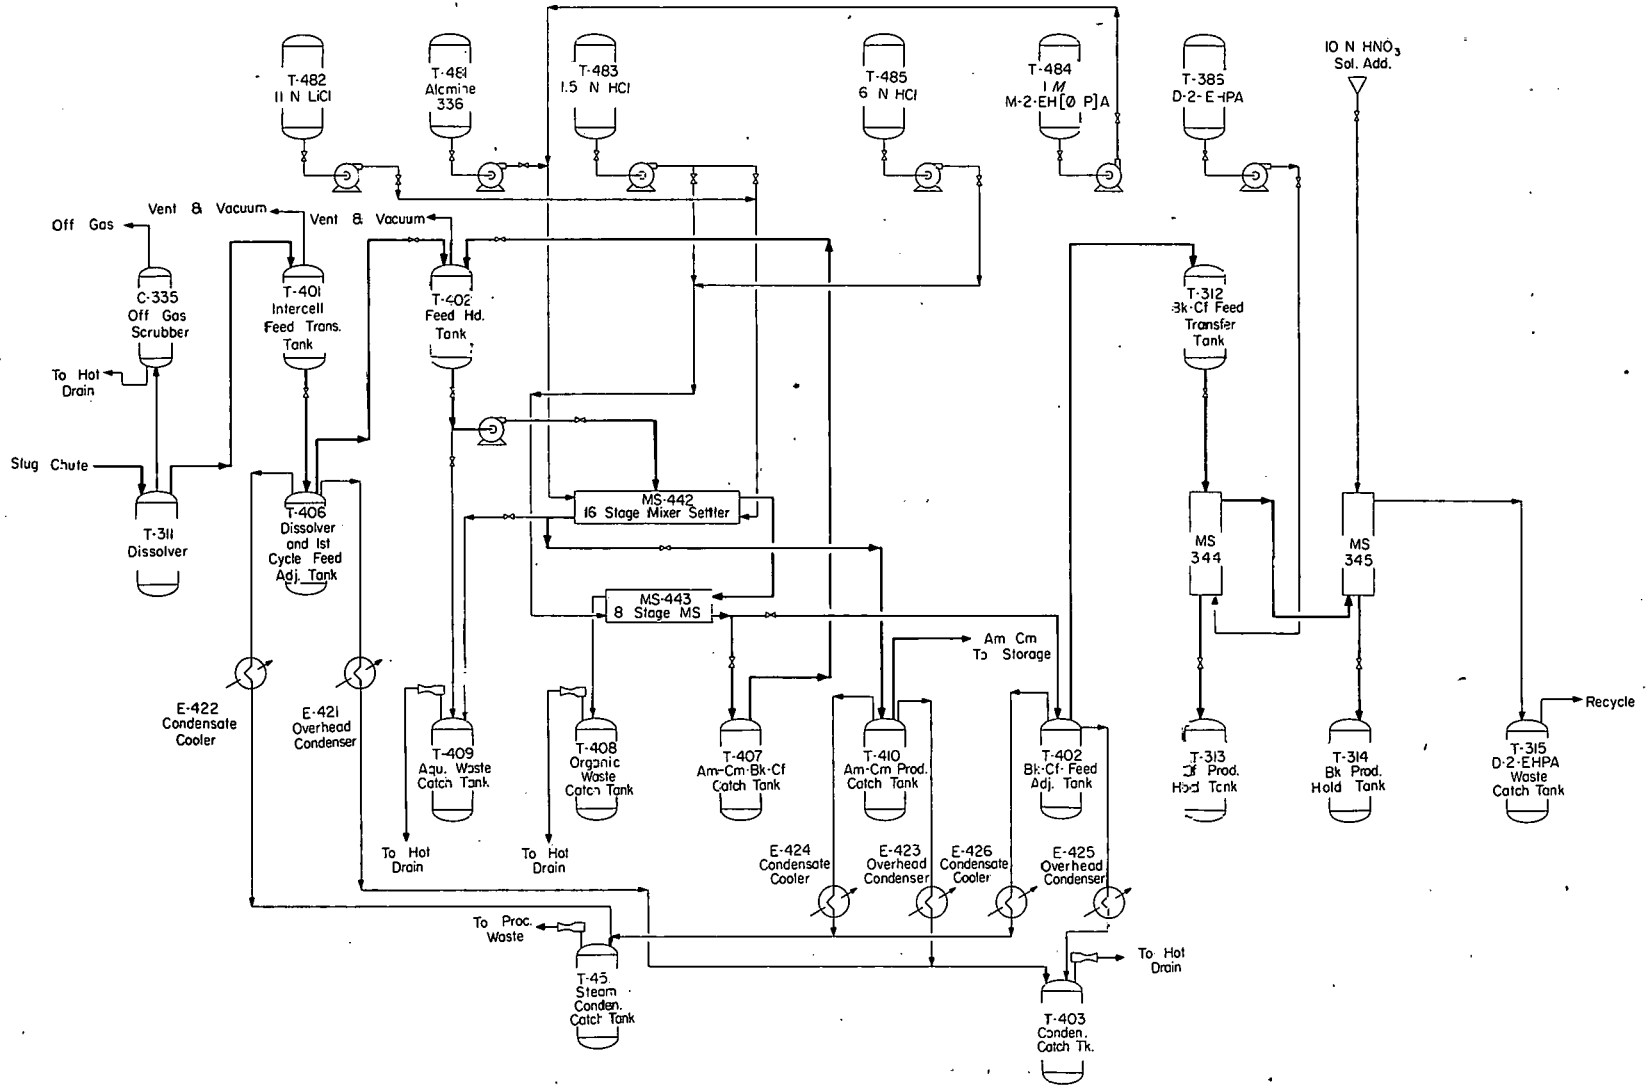 T-482
11 N LiCl
T-481
Alamine
336
T-483
1.5 N HCl
T-485
6 N HCl
T-484
1 M
M-2-EH[Ø P]A
T-385
D-2-EHPA
10 N HNO3
Sol. Add.
Off Gas
Vent & Vacuum
Vent & Vacuum
C-335
Off Gas
Scrubber
T-401
Intercell
Feed Trans.
Tank
T-402
Feed Hd.
Tank
T-312
Bk-Cf Feed
Transfer
Tank
To Hot
Drain
Slug Chute
T-311
Dissolver
T-406
Dissolver
and 1st
Cycle Feed
Adj. Tank
MS-442
16 Stage Mixer Settler
MS-443
8 Stage MS
MS
344
MS
345
Am Cm
To Storage
E-422
Condensate
Cooler
E-421
Overhead
Condenser
T-409
Aqu. Waste
Catch Tank
T-408
Organic
Waste
Catch Tank
T-407
Am-Cm-Bk-Cf
Catch Tank
T-410
Am-Cm Prod.
Catch Tank
T-402
Bk-Cf- Feed
Adj. Tank
T-313
Cf Prod.
Hold Tank
T-314
Bk Prod.
Hold Tank
T-315
D-2-EHPA
Waste
Catch Tank
Recycle
To Hot
Drain
To Hot
Drain
E-424
Condensate
Cooler
E-423
Overhead
Condenser
E-426
Condensate
Cooler
E-425
Overhead
Condenser
To Proc.
Waste
T-45
Steam
Conden.
Catch Tank
To Hot
Drain
T-403
Conden.
Catch Tk.